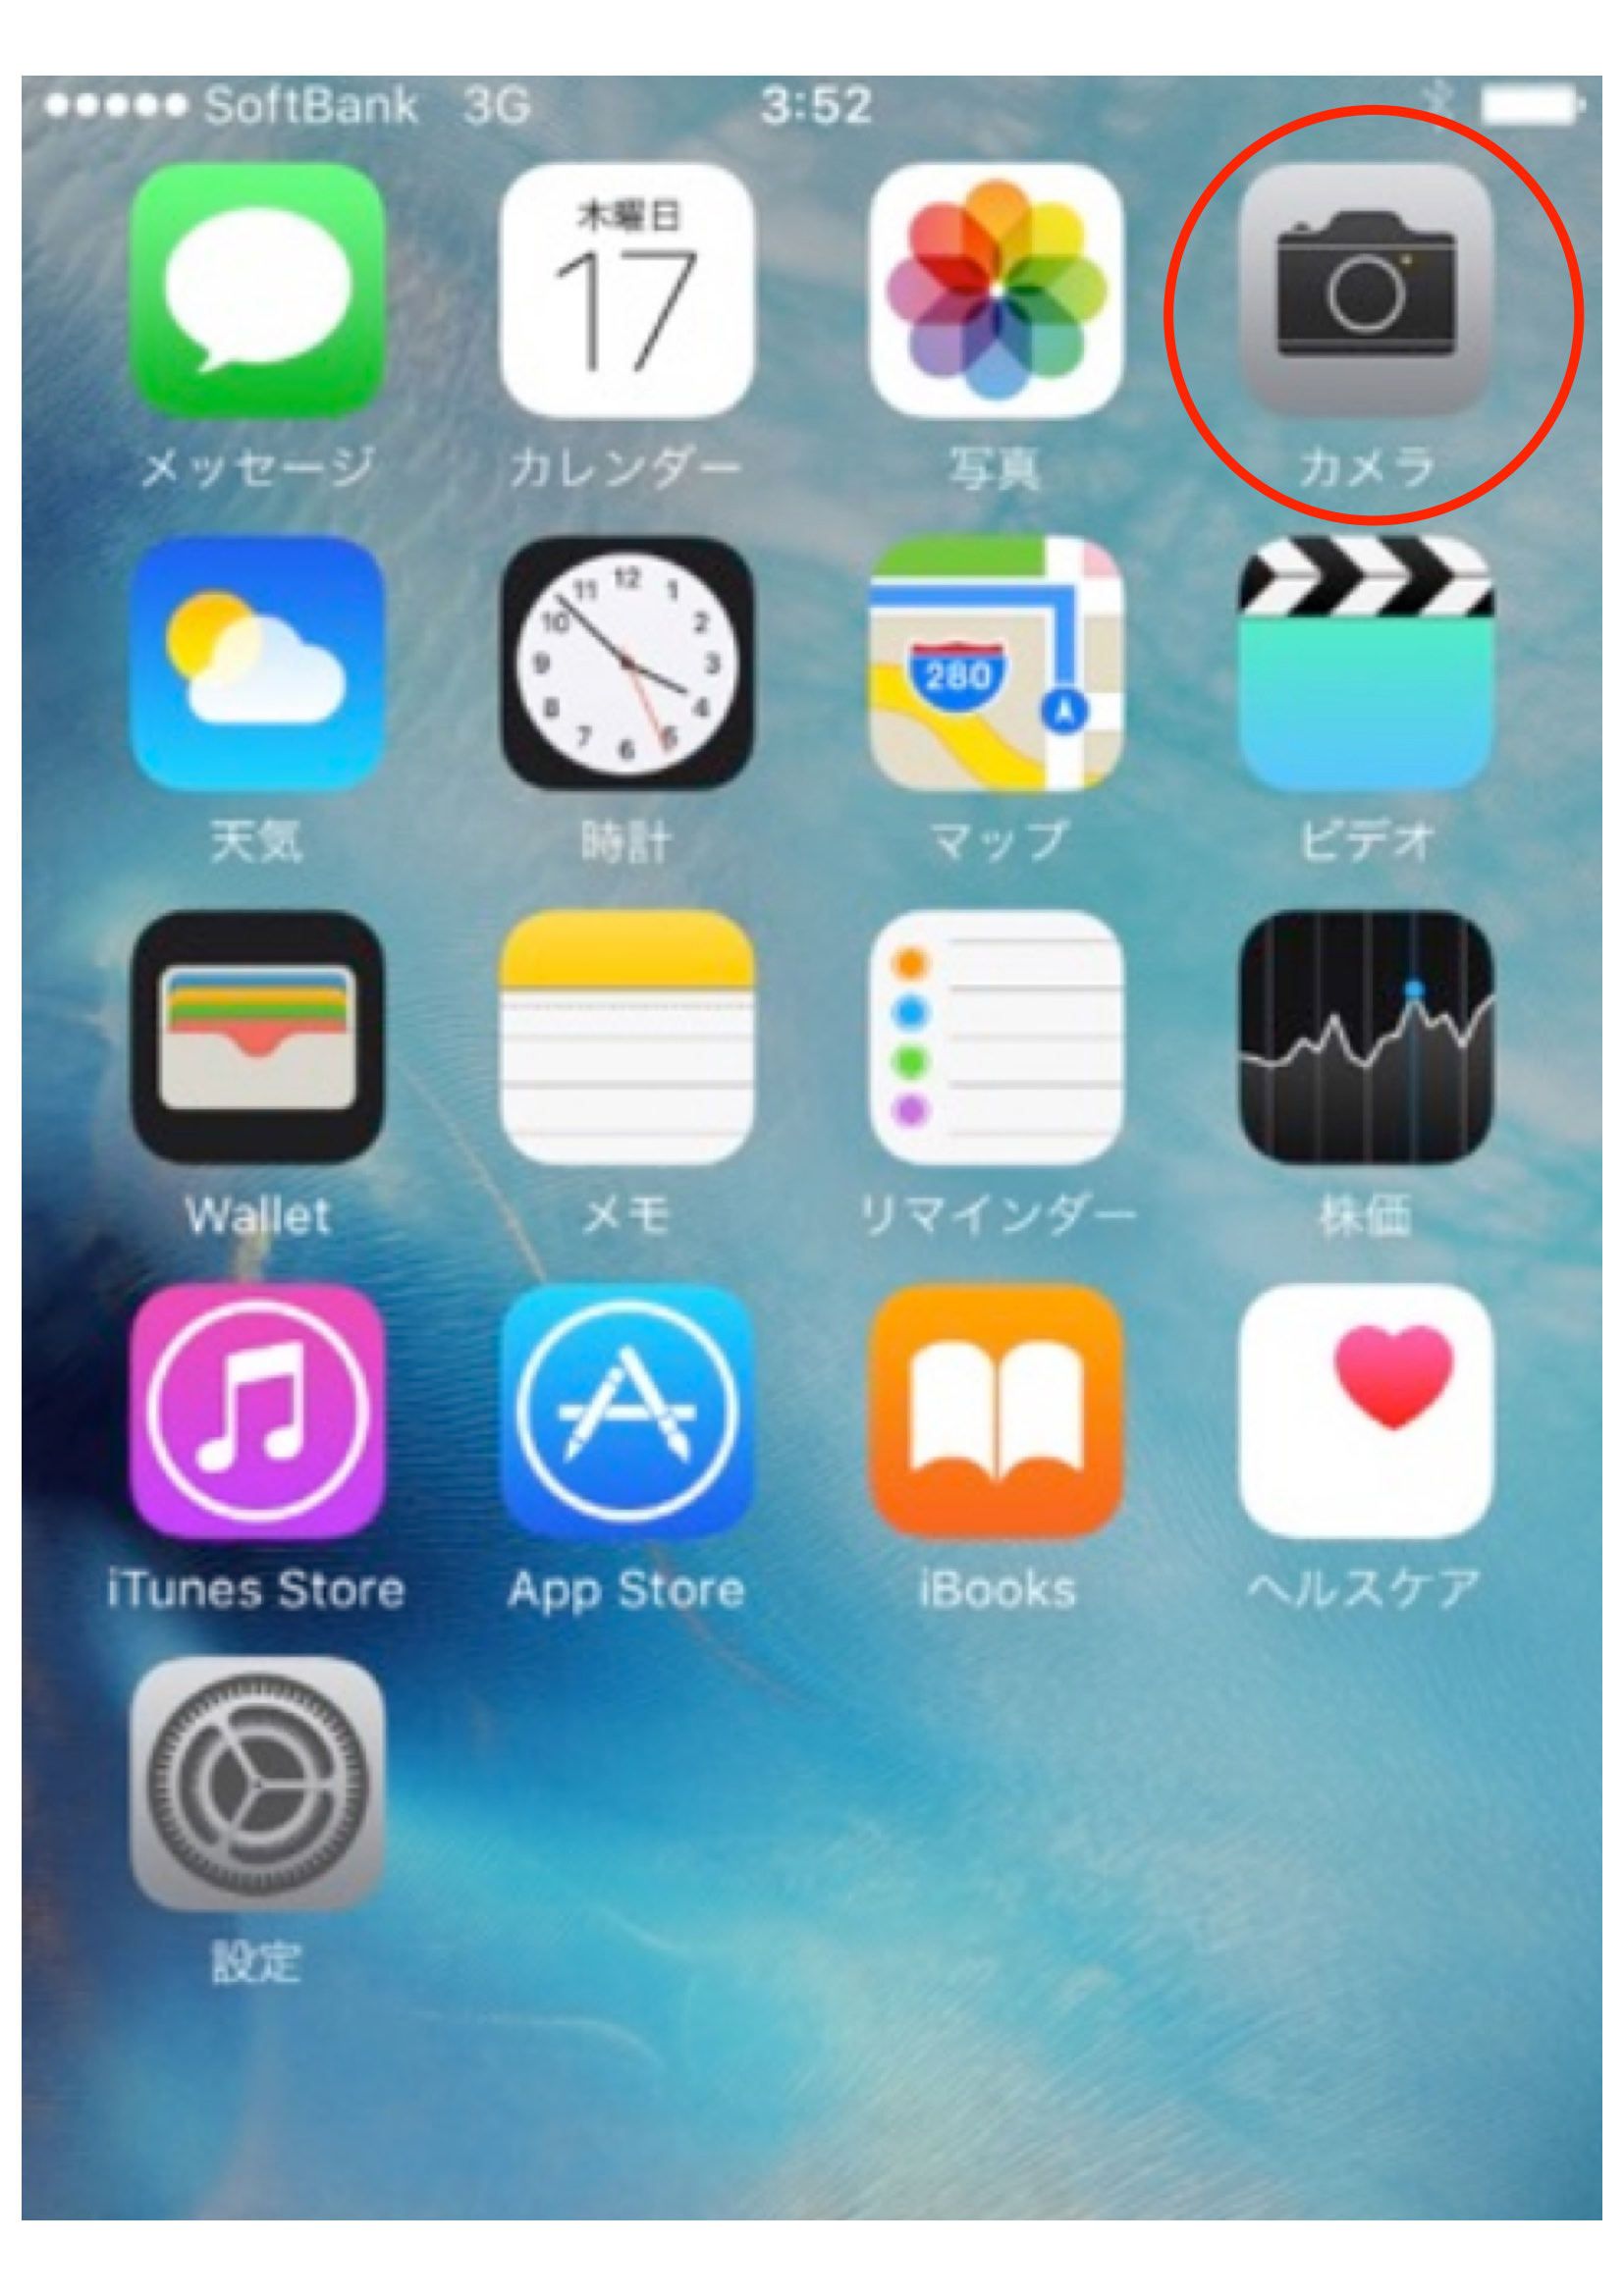 SoftBank 3G 3:52
木曜日
17
メッセージ カレンダー 写真 カメラ
12
11 1
10 2
9 3
8 4
7 5
6
280
天気 時計 マップ ビデオ
Wallet メモ リマインダー 株価
iTunes Store App Store iBooks ヘルスケア
設定